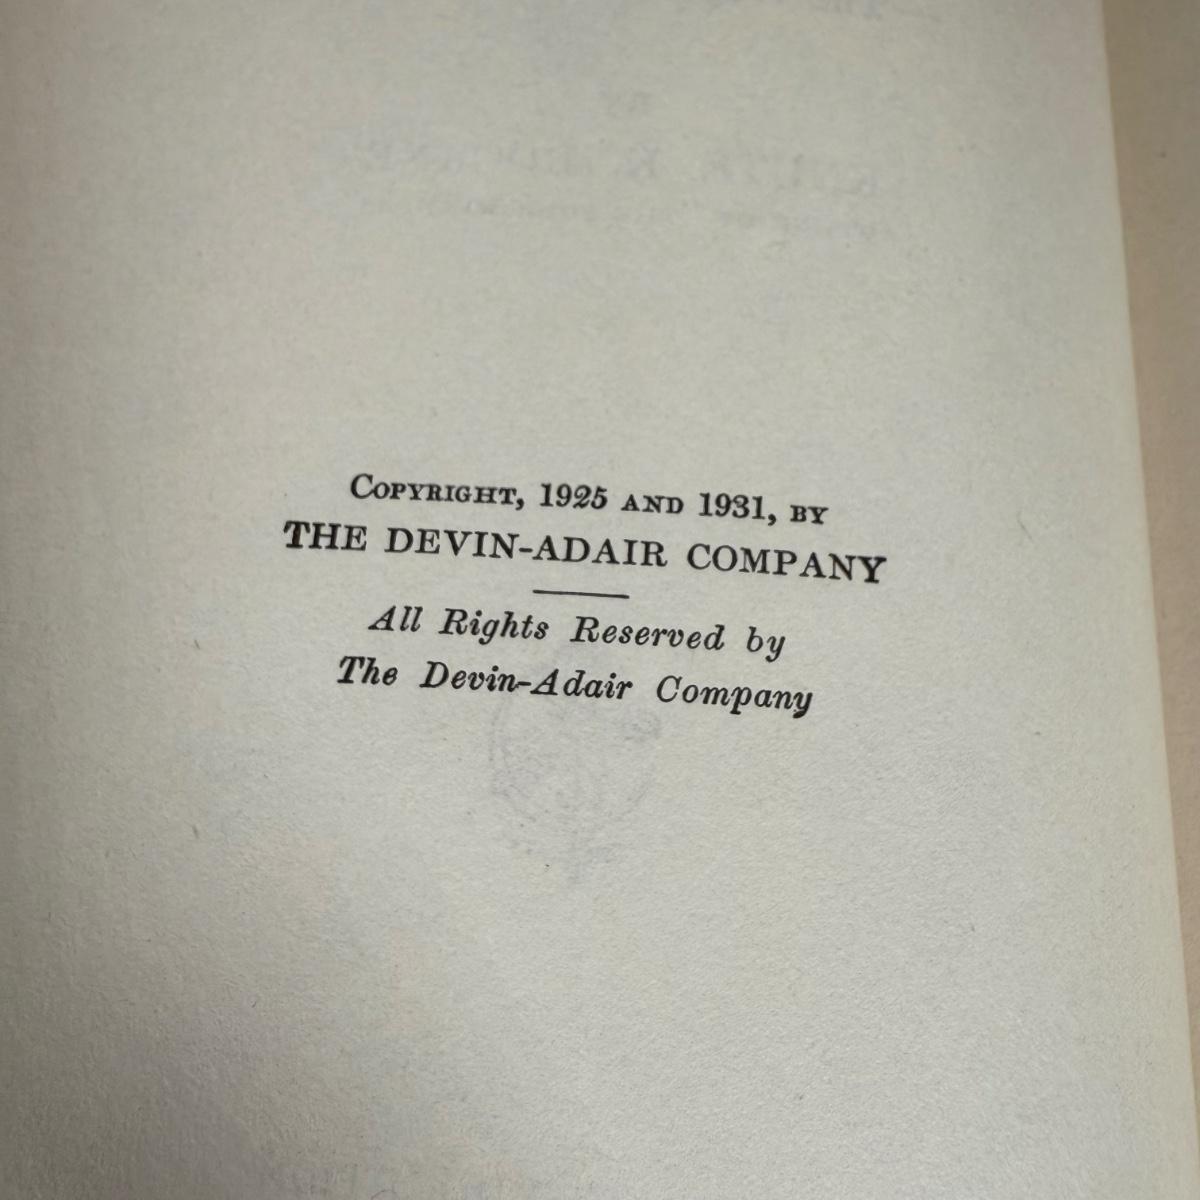 COPYRIGHT, 1925 AND 1931, BY
THE DEVIN-ADAIR COMPANY
All Rights Reserved by
The Devin-Adair Company